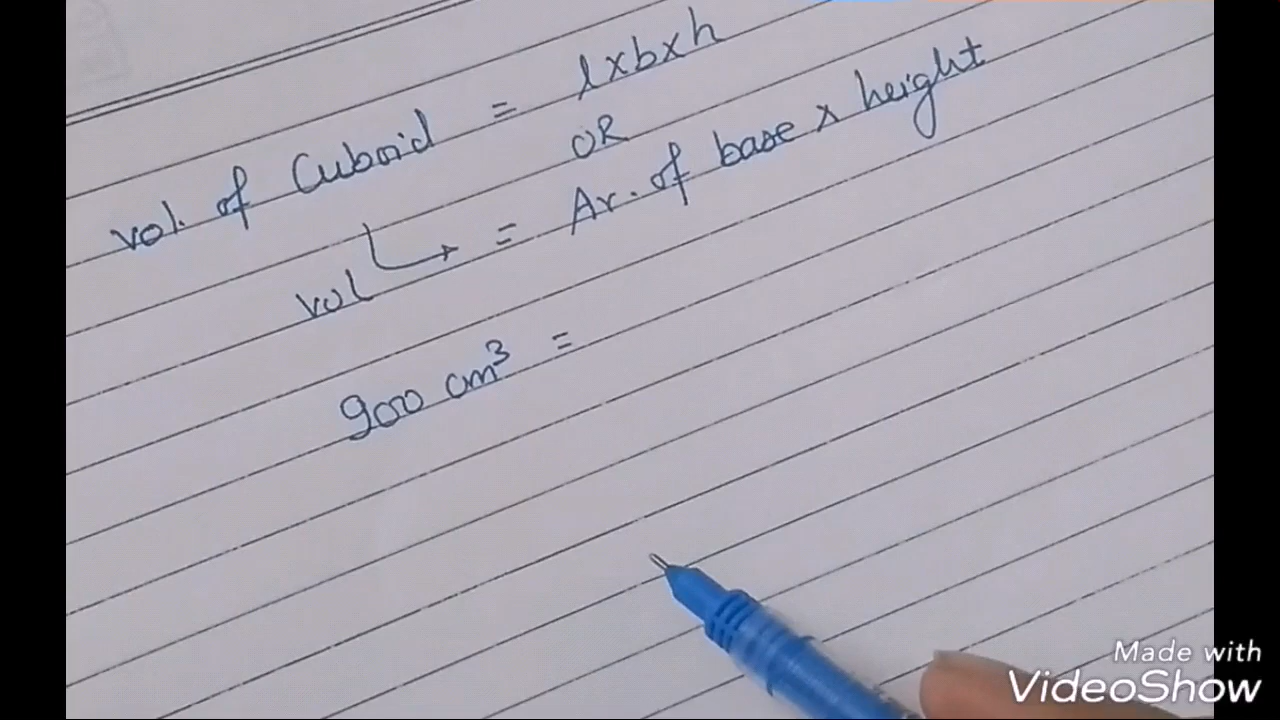 vol. of Cuboid = l×b×h
OR
vol = Ar. of base × height
900 cm³ =
Made with
VideoShow